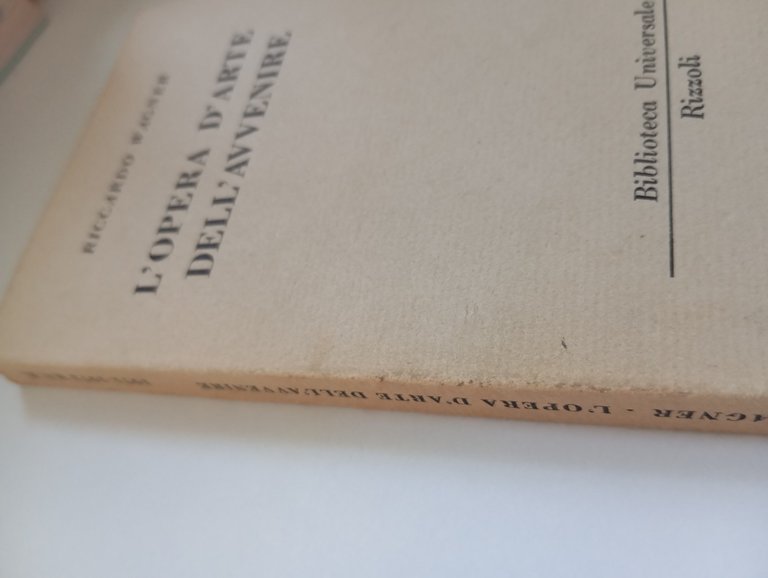 RICCARDO WAGNER
L'OPERA D'ARTE
DELL'AVVENIRE
Biblioteca Universale
Rizzoli
AGNER - L'OPERA D'ARTE DELL'AVVENIRE